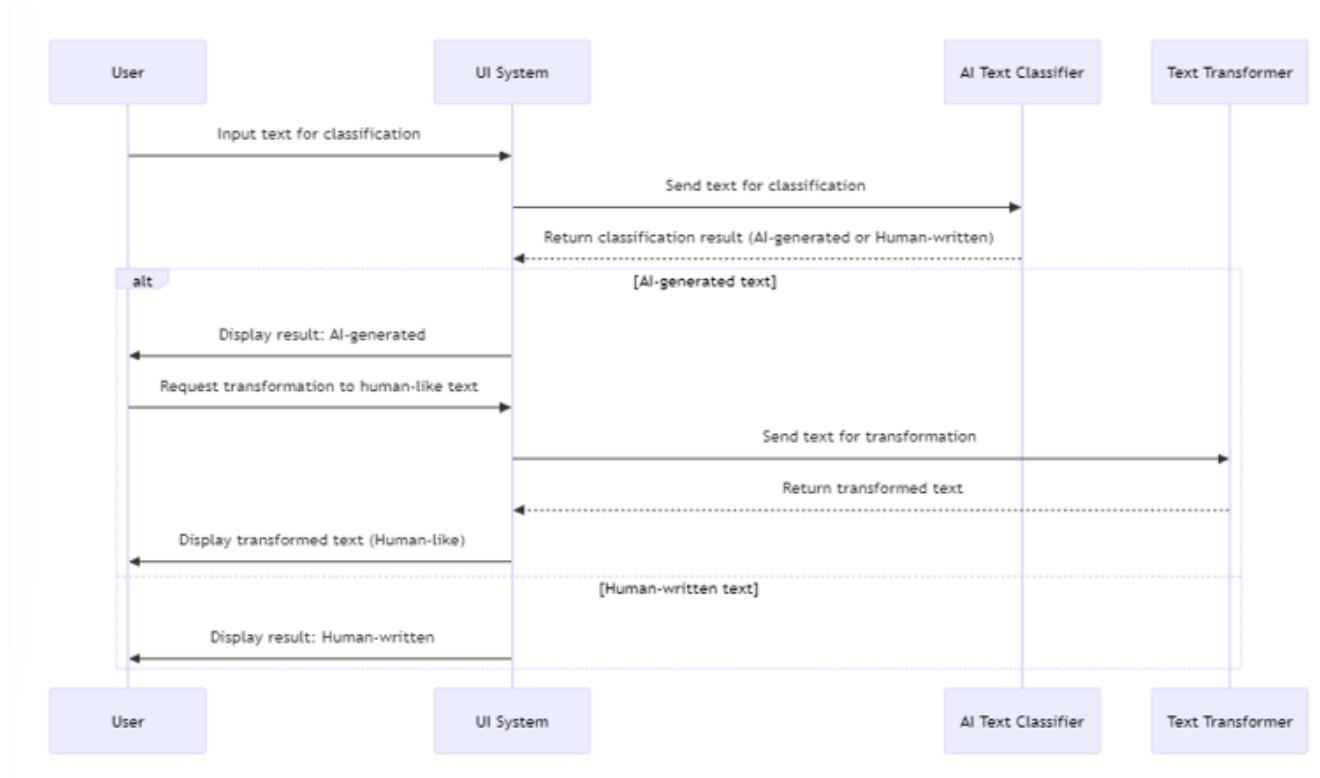 User UI System AI Text Classifier Text Transformer
Input text for classification
Send text for classification
Return classification result (AI-generated or Human-written)
alt [AI-generated text]
Display result: AI-generated
Request transformation to human-like text
Send text for transformation
Return transformed text
Display transformed text (Human-like)
[Human-written text]
Display result: Human-written
User UI System AI Text Classifier Text Transformer